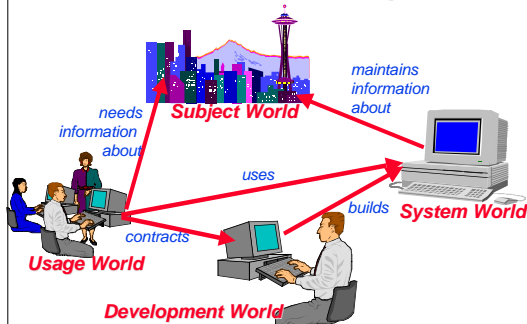 maintains
information
about
needs
information
about
Subject World
uses
builds
System World
contracts
Usage World
Development World